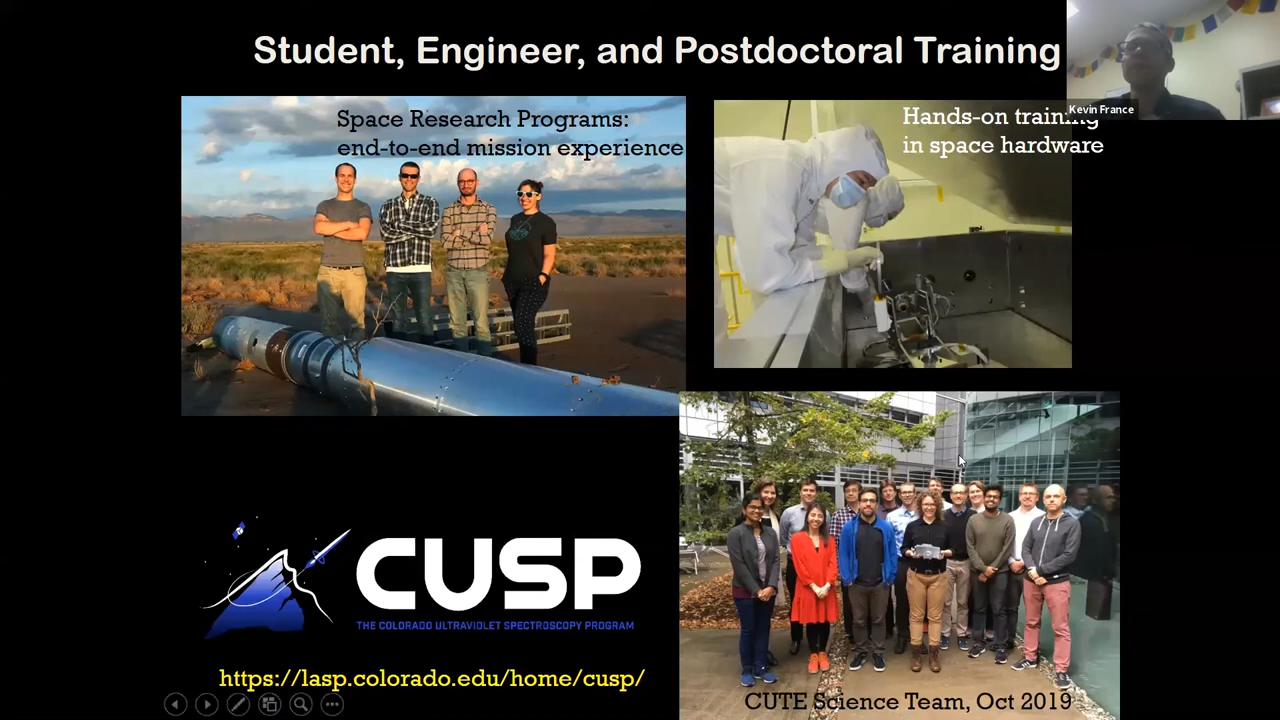 Student, Engineer, and Postdoctoral Training
Kevin France
Space Research Programs:
end-to-end mission experience
Hands-on training
in space hardware
CUSP
THE COLORADO ULTRAVIOLET SPECTROSCOPY PROGRAM
https://lasp.colorado.edu/home/cusp/
CUTE Science Team, Oct 2019